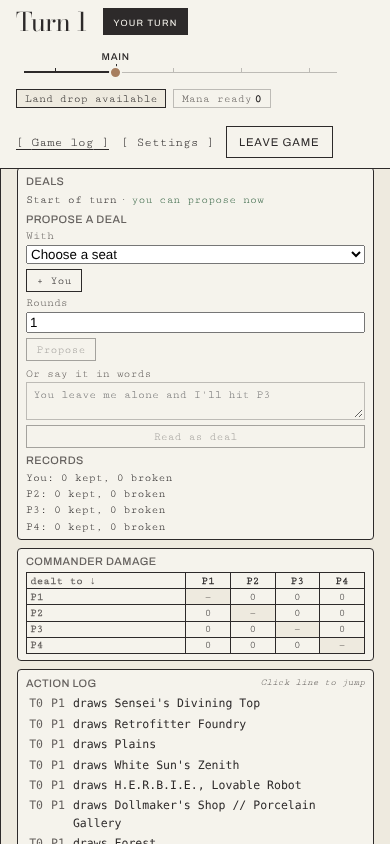 Turn 1 YOUR TURN
MAIN
Land drop available Mana ready 0
[ Game log ] [ Settings ] LEAVE GAME
DEALS
Start of turn · you can propose now
PROPOSE A DEAL
With
Choose a seat
+ You
Rounds
1
Propose
Or say it in words
You leave me alone and I'll hit P3
Read as deal
RECORDS
You: 0 kept, 0 broken
P2: 0 kept, 0 broken
P3: 0 kept, 0 broken
P4: 0 kept, 0 broken
COMMANDER DAMAGE
dealt to ↓ P1 P2 P3 P4
P1 — 0 0 0
P2 0 — 0 0
P3 0 0 — 0
P4 0 0 0 —
ACTION LOG Click line to jump
T0 P1 draws Sensei's Divining Top
T0 P1 draws Retrofitter Foundry
T0 P1 draws Plains
T0 P1 draws White Sun's Zenith
T0 P1 draws H.E.R.B.I.E., Lovable Robot
T0 P1 draws Dollmaker's Shop // Porcelain
Gallery
T0 P1 draws Forest